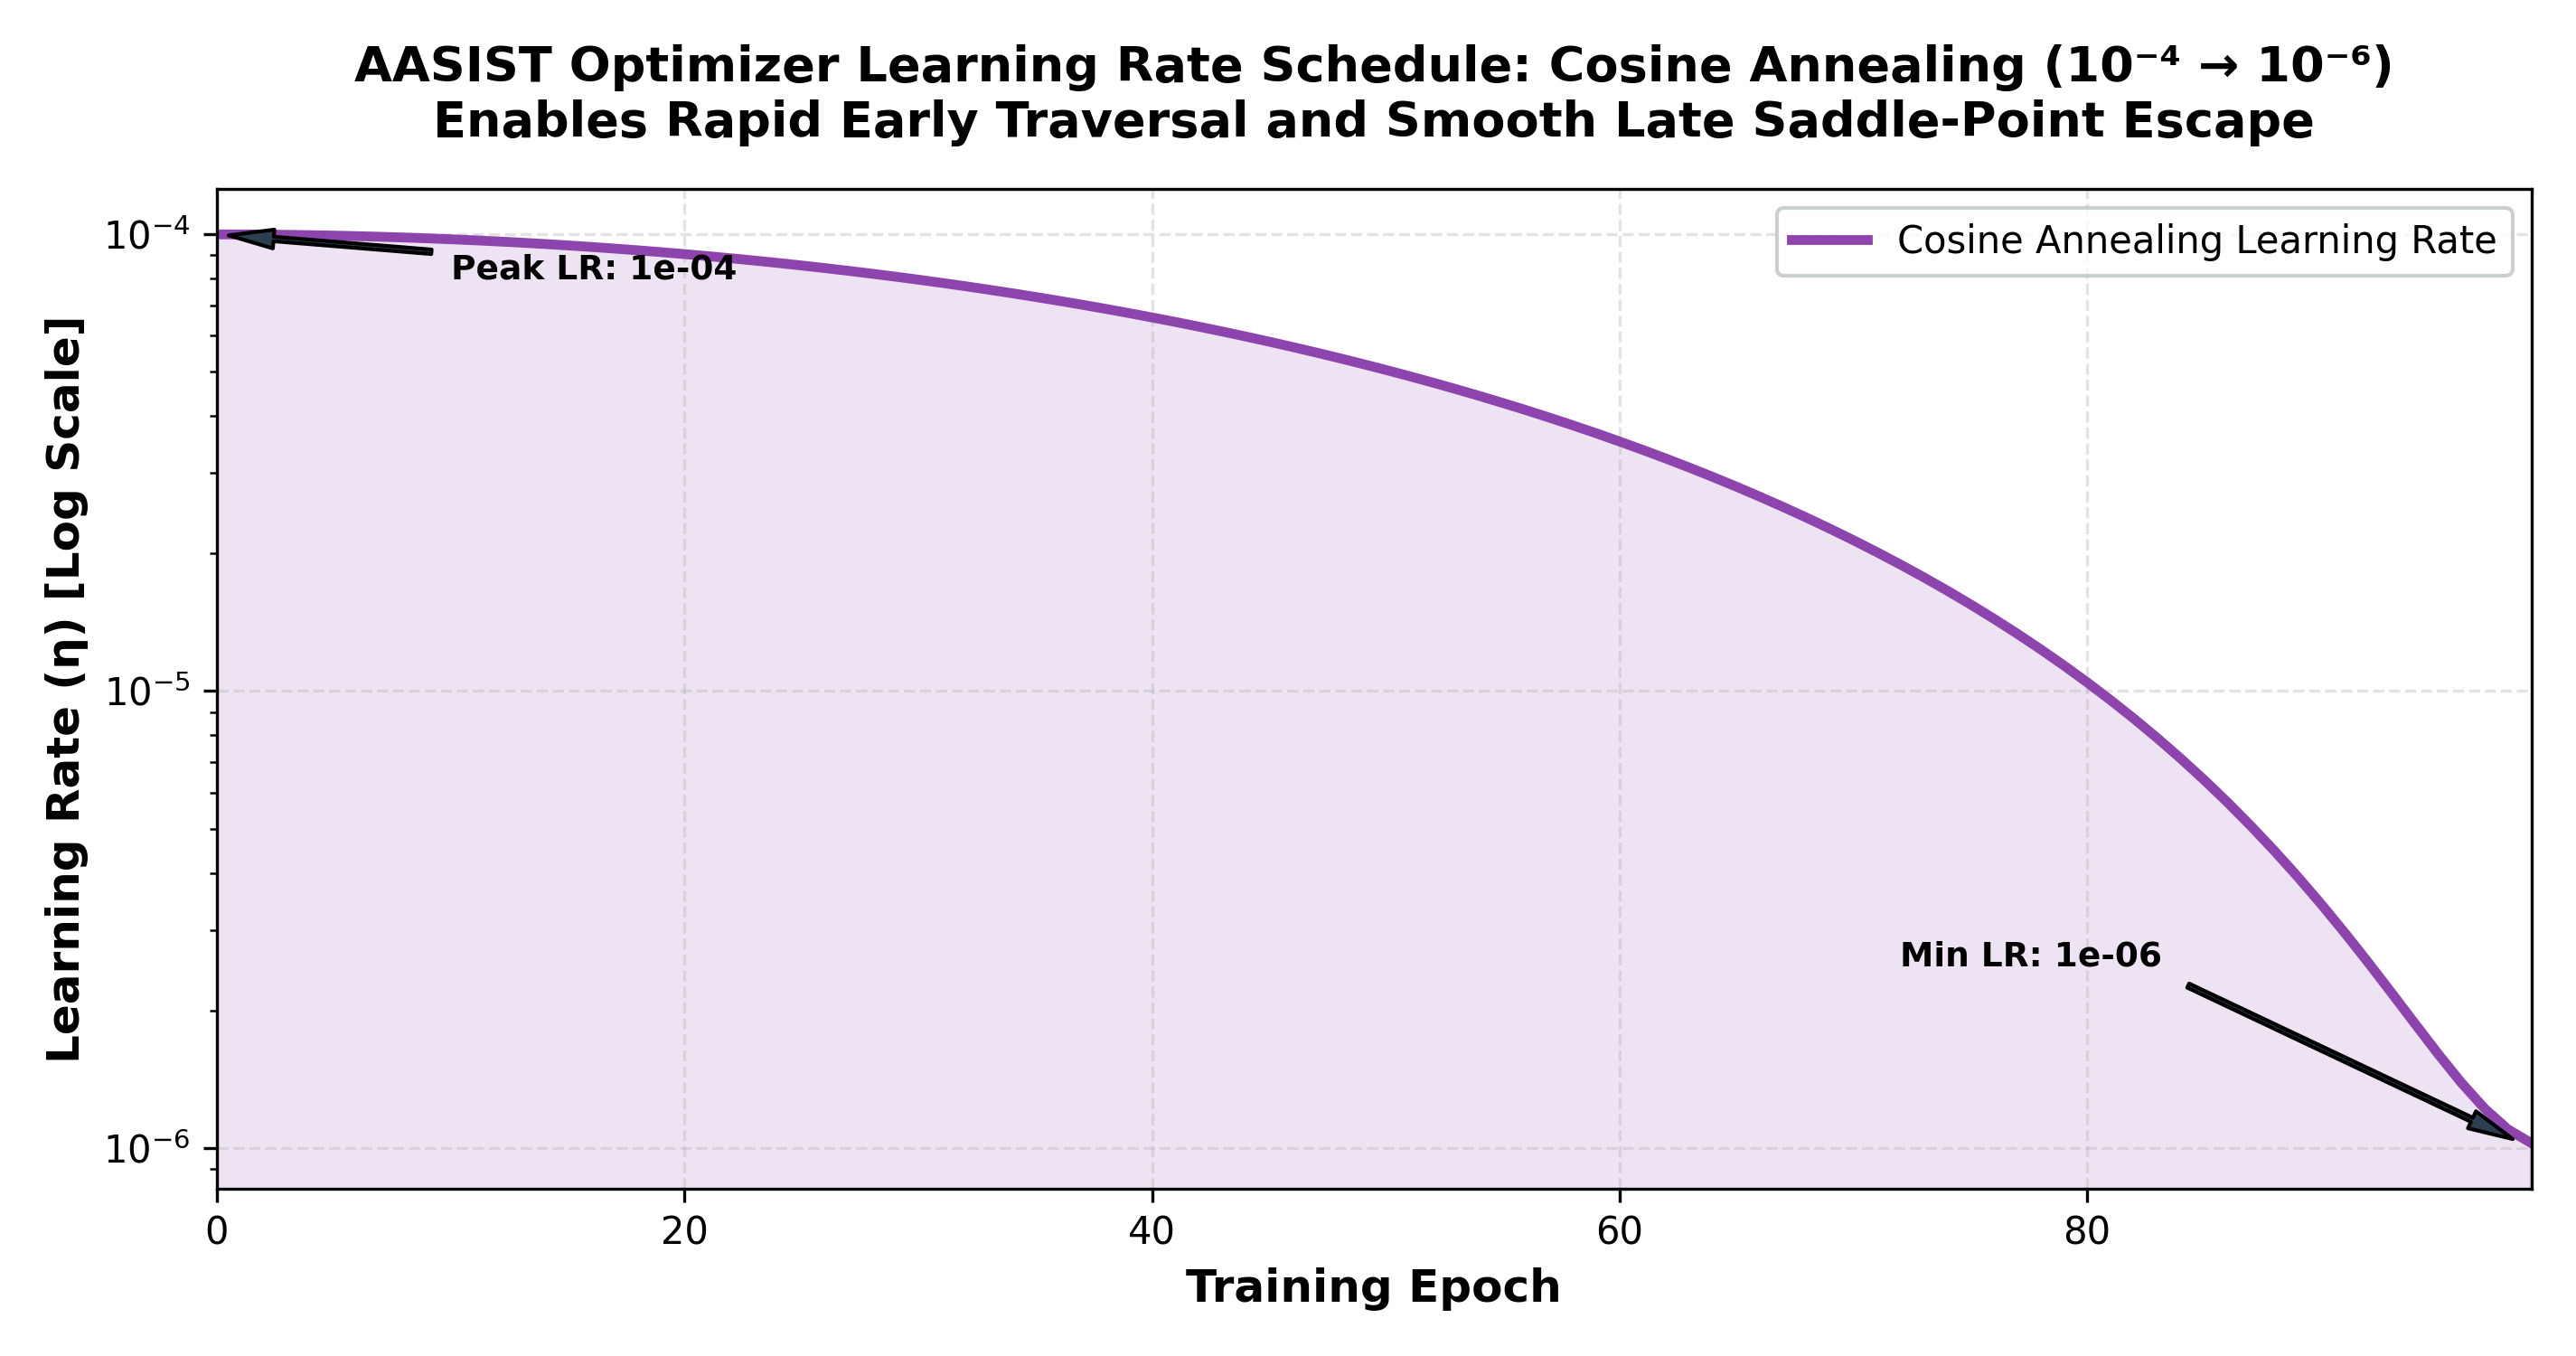 AASIST Optimizer Learning Rate Schedule: Cosine Annealing (10⁻⁴ → 10⁻⁶)
Enables Rapid Early Traversal and Smooth Late Saddle-Point Escape
Cosine Annealing Learning Rate
Peak LR: 1e-04
Min LR: 1e-06
Learning Rate (η) [Log Scale]
10⁻⁴
10⁻⁵
10⁻⁶
0 20 40 60 80
Training Epoch